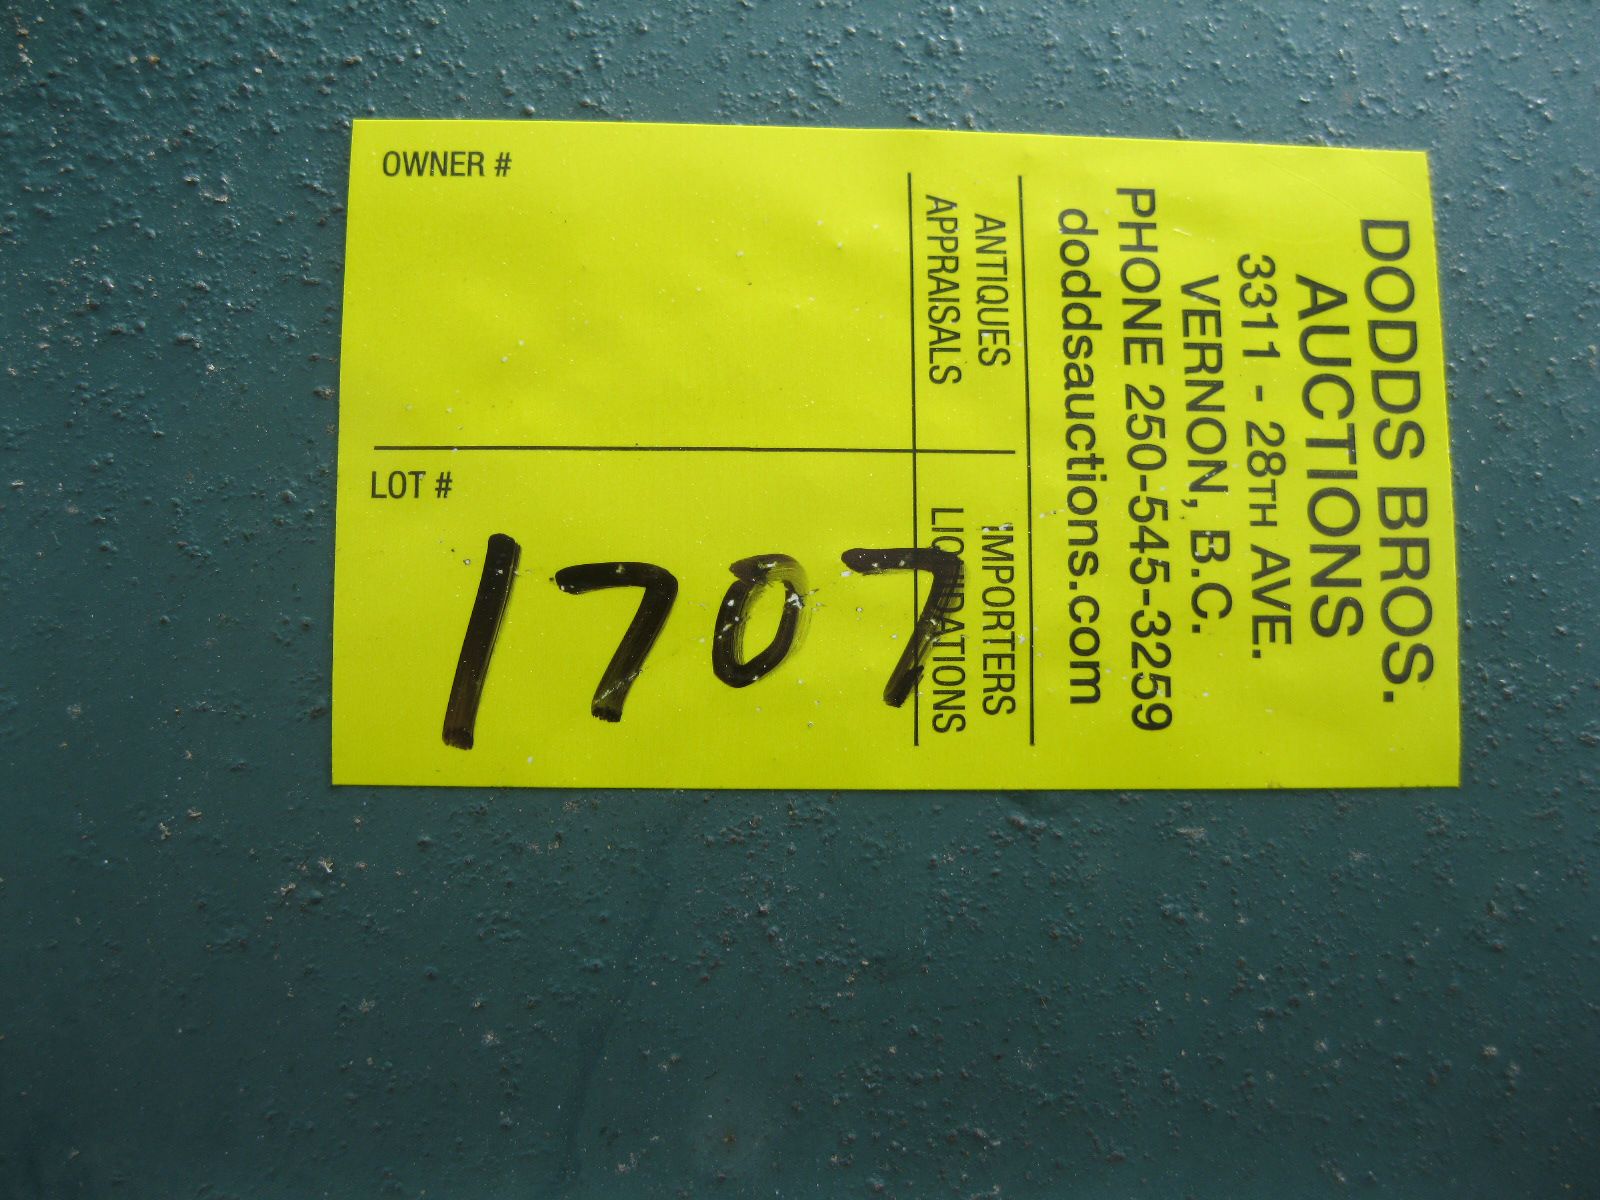 DODDS BROS.
AUCTIONS
3311 - 28TH AVE.
VERNON, B.C.
PHONE 250-545-3259
doddsauctions.com
ANTIQUES IMPORTERS
APPRAISALS LIQUIDATIONS
OWNER #
LOT #
1707